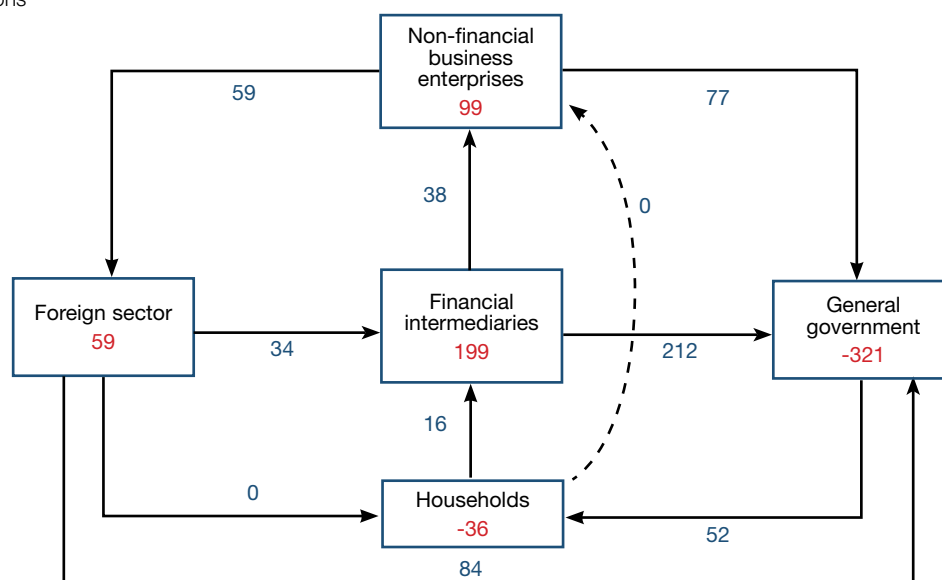 Non-financial
business
enterprises
99
59
77
38
0
Foreign sector
59
Financial
intermediaries
199
General
government
-321
34
212
16
0
Households
-36
52
84